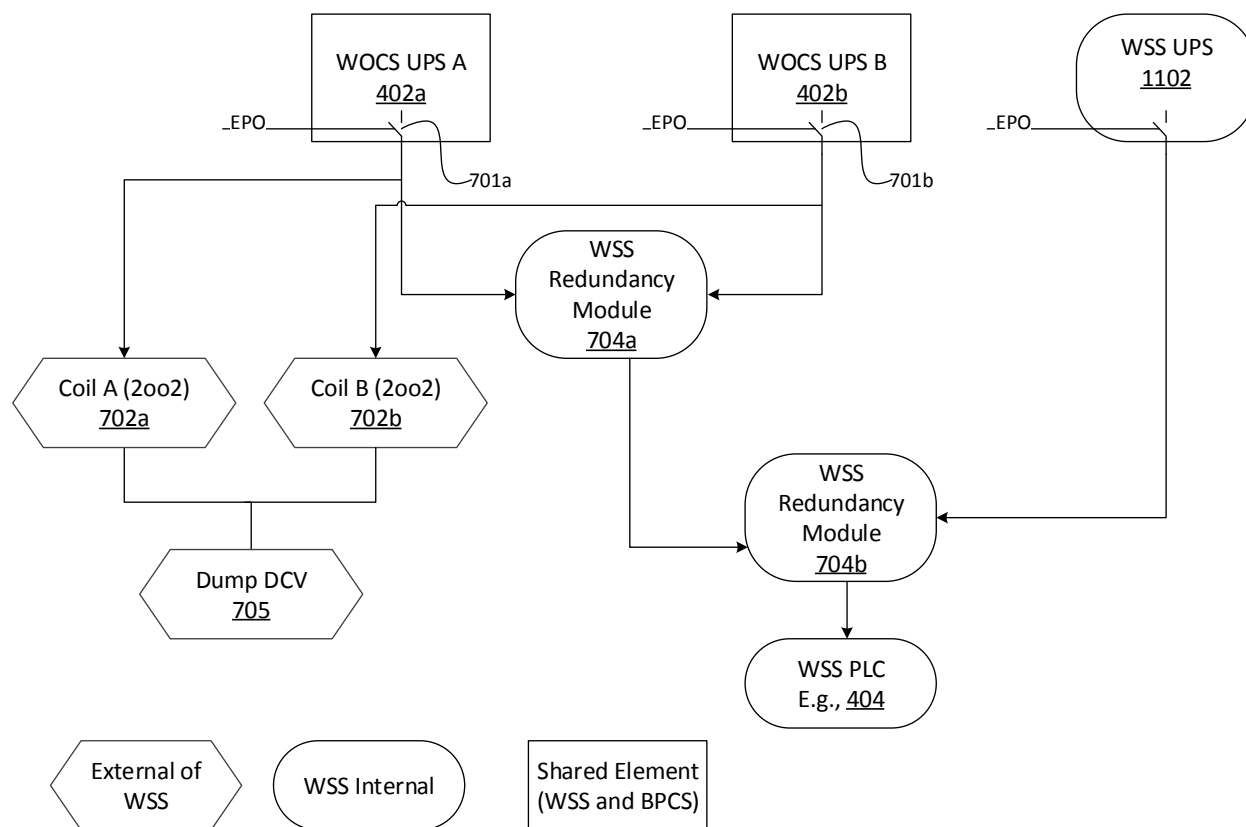 WOCS UPS A
402a
_EPO
701a
WOCS UPS B
402b
_EPO
701b
WSS UPS
1102
_EPO
WSS
Redundancy
Module
704a
Coil A (2oo2)
702a
Coil B (2oo2)
702b
WSS
Redundancy
Module
704b
Dump DCV
705
WSS PLC
E.g., 404
External of
WSS
WSS Internal
Shared Element
(WSS and BPCS)